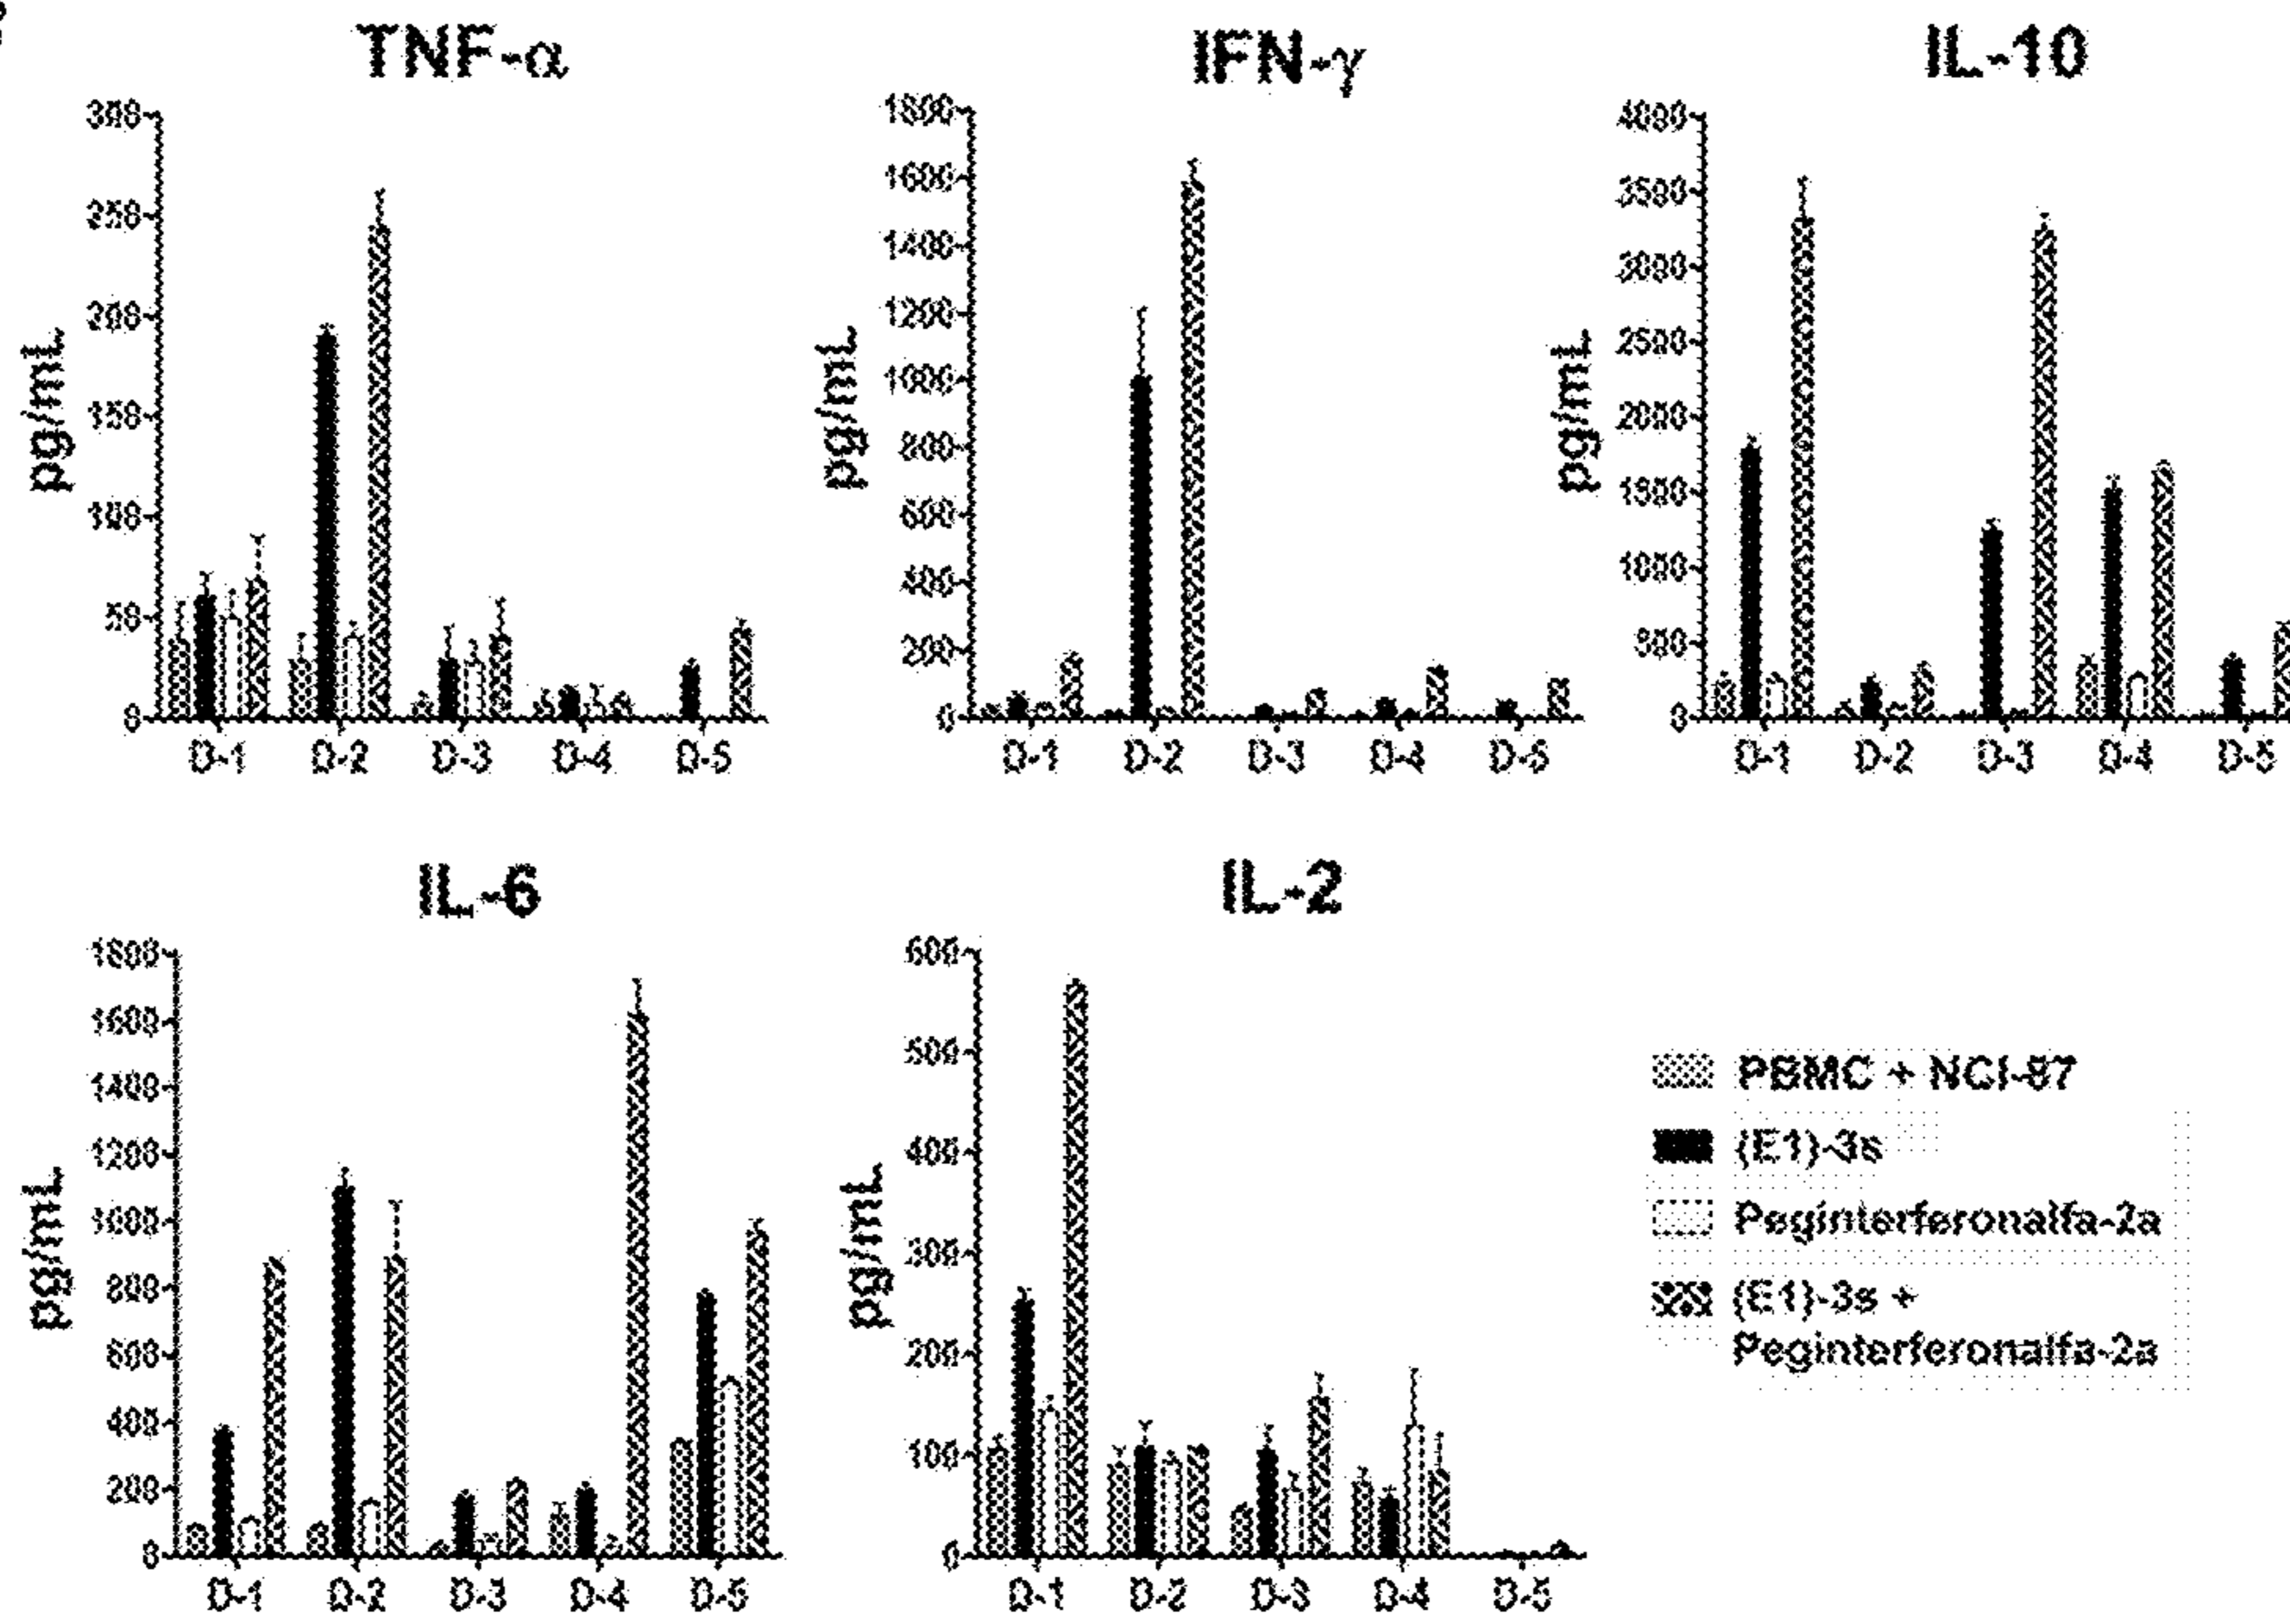 TNF-α
IFN-γ
IL-10
300
250
200
150
100
50
0
pg/mL
D-1 D-2 D-3 D-4 D-5
1800
1600
1400
1200
1000
800
600
400
200
0
pg/mL
D-1 D-2 D-3 D-4 D-5
4000
3500
3000
2500
2000
1500
1000
500
0
pg/mL
D-1 D-2 D-3 D-4 D-5
IL-6
IL-2
1800
1600
1400
1200
1000
800
600
400
200
0
pg/mL
D-1 D-2 D-3 D-4 D-5
600
500
400
300
200
100
0
pg/mL
D-1 D-2 D-3 D-4 D-5
PBMC + NCI-87
(E1)-3s
Peginterferonalfa-2a
(E1)-3s +
Peginterferonalfa-2a